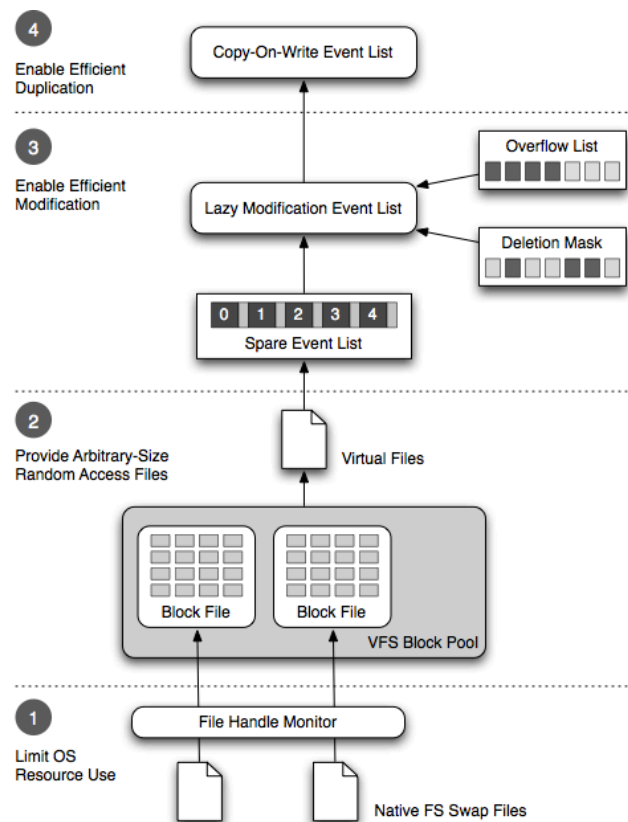 4
Enable Efficient
Duplication
Copy-On-Write Event List
3
Enable Efficient
Modification
Overflow List
Lazy Modification Event List
Deletion Mask
0 1 2 3 4
Spare Event List
2
Provide Arbitrary-Size
Random Access Files
Virtual Files
Block File
Block File
VFS Block Pool
1
Limit OS
Resource Use
File Handle Monitor
Native FS Swap Files